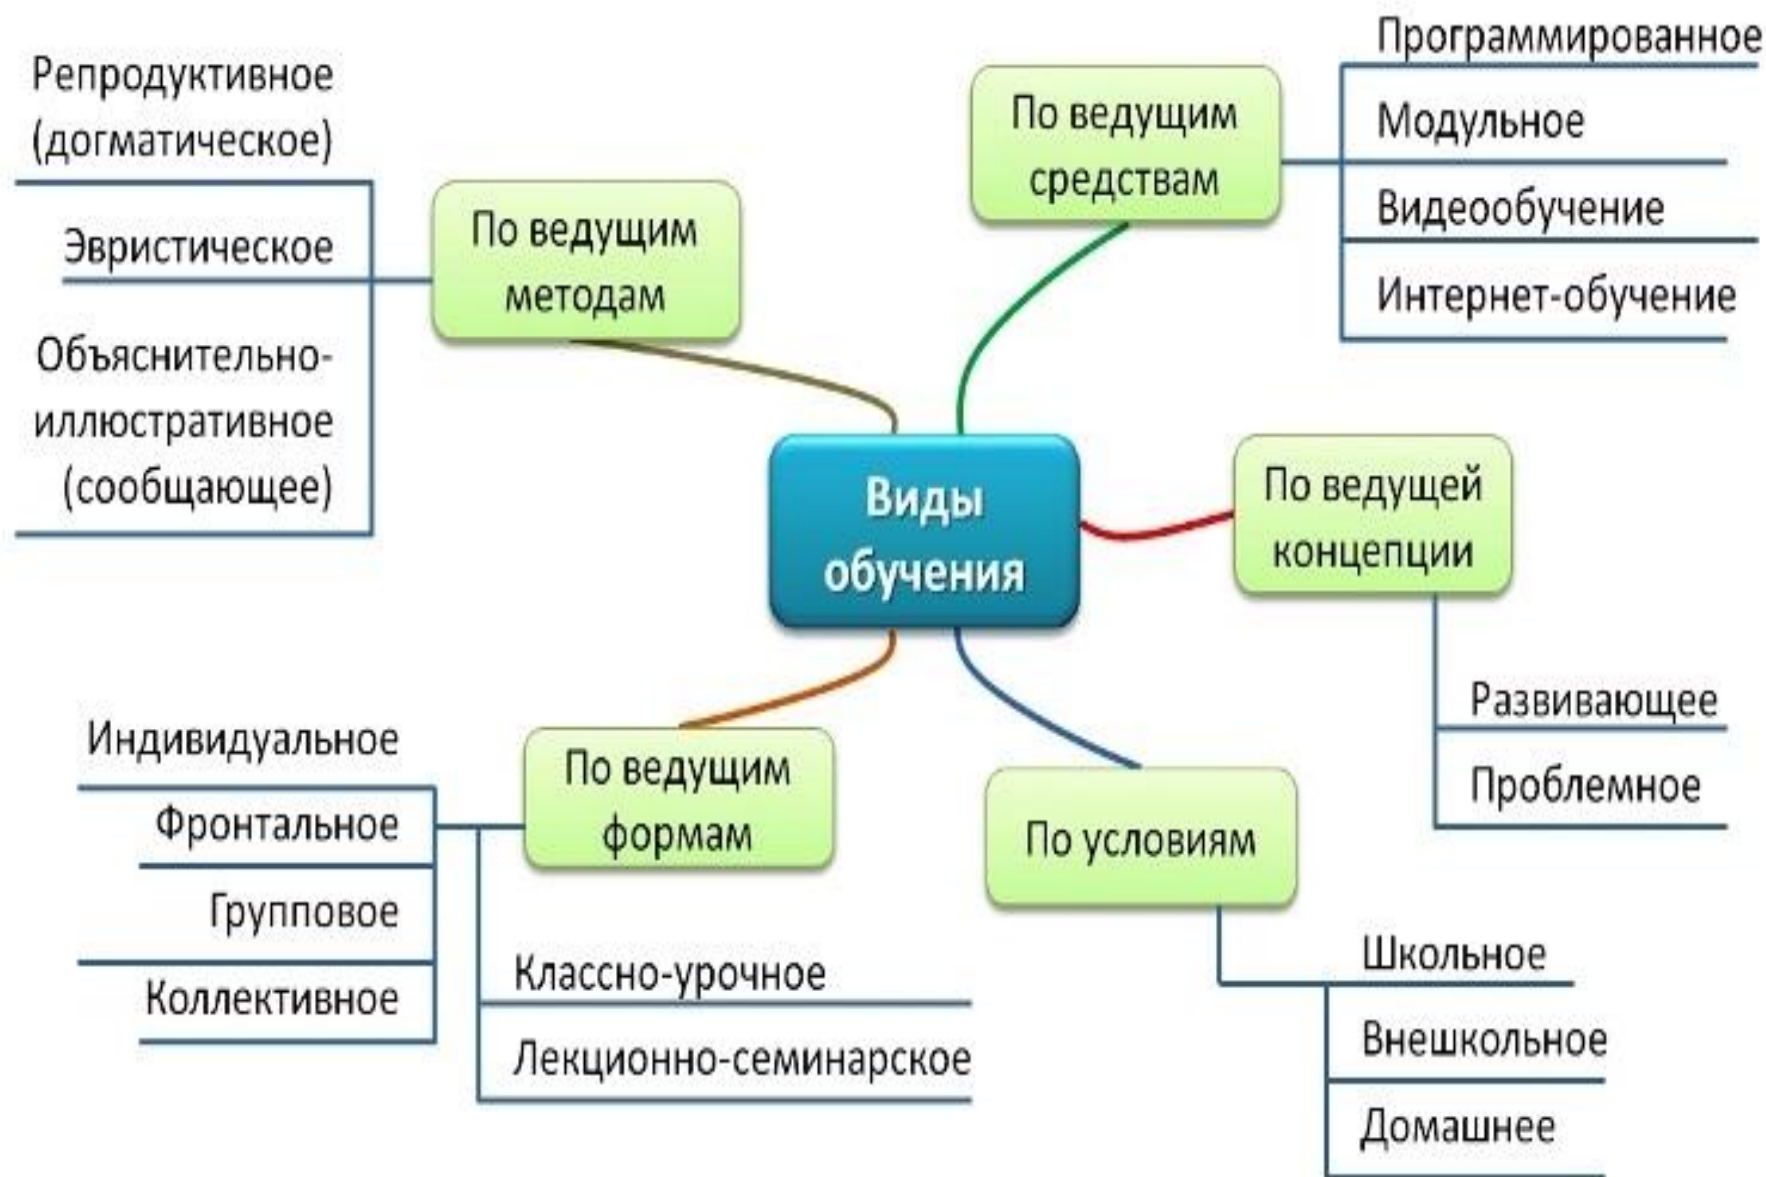 Виды
обучения
По ведущим
методам
Репродуктивное
(догматическое)
Эвристическое
Объяснительно-
иллюстративное
(сообщающее)
По ведущим
средствам
Программированное
Модульное
Видеообучение
Интернет-обучение
По ведущей
концепции
Развивающее
Проблемное
По ведущим
формам
Индивидуальное
Фронтальное
Групповое
Коллективное
Классно-урочное
Лекционно-семинарское
По условиям
Школьное
Внешкольное
Домашнее